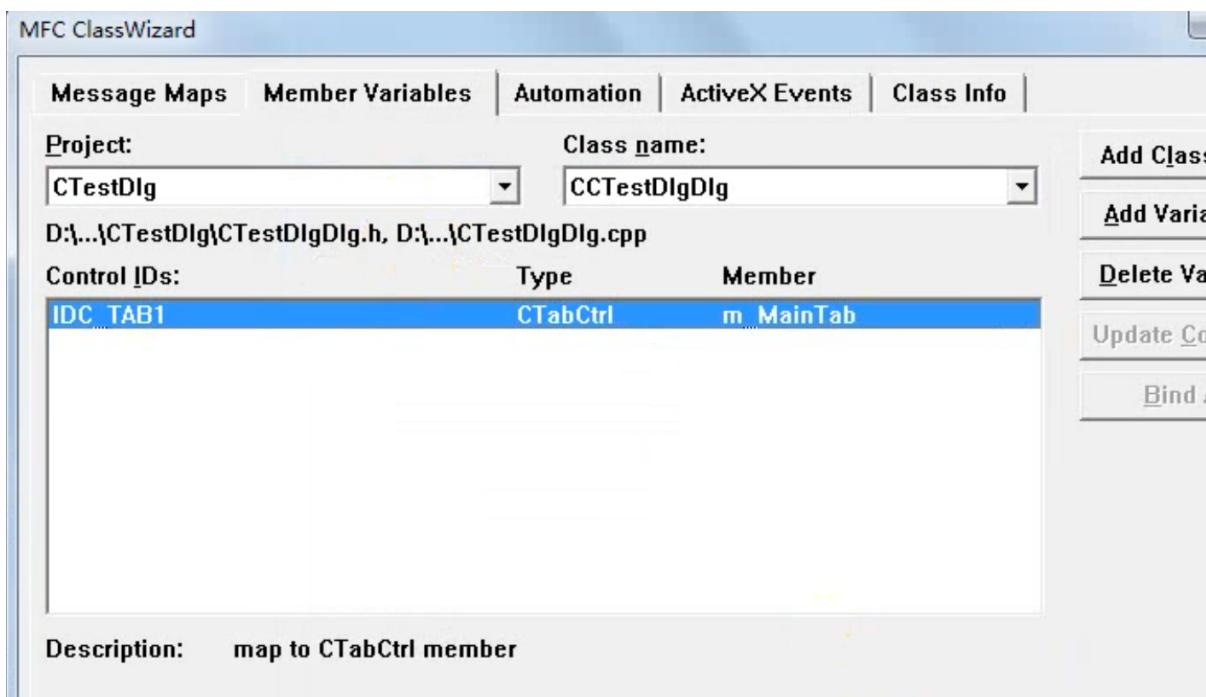 MFC ClassWizard
Message Maps Member Variables Automation ActiveX Events Class Info
Project: Class name:
Add Class
CTestDlg CCTestDlgDlg
Add Varia
D:\...\CTestDlg\CTestDlgDlg.h, D:\...\CTestDlgDlg.cpp
Control IDs: Type Member
Delete Va
IDC_TAB1 CTabCtrl m_MainTab
Update Co
Bind
Description: map to CTabCtrl member